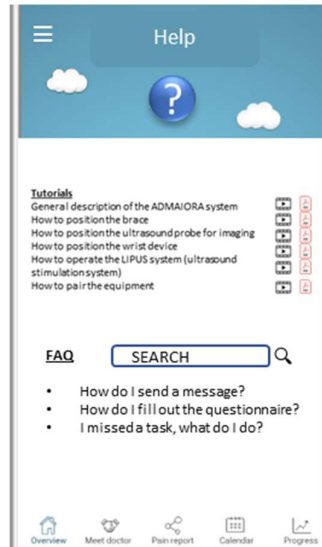 Help
?
Tutorials
General description of the ADMAIORA system
How to position the brace
How to position the ultrasound probe for imaging
How to position the wrist device
How to operate the LIPUS system (ultrasound
stimulation system)
How to pair the equipment
FAQ SEARCH
• How do I send a message?
• How do I fill out the questionnaire?
• I missed a task, what do I do?
Overview Meet doctor Pain report Calendar Progress